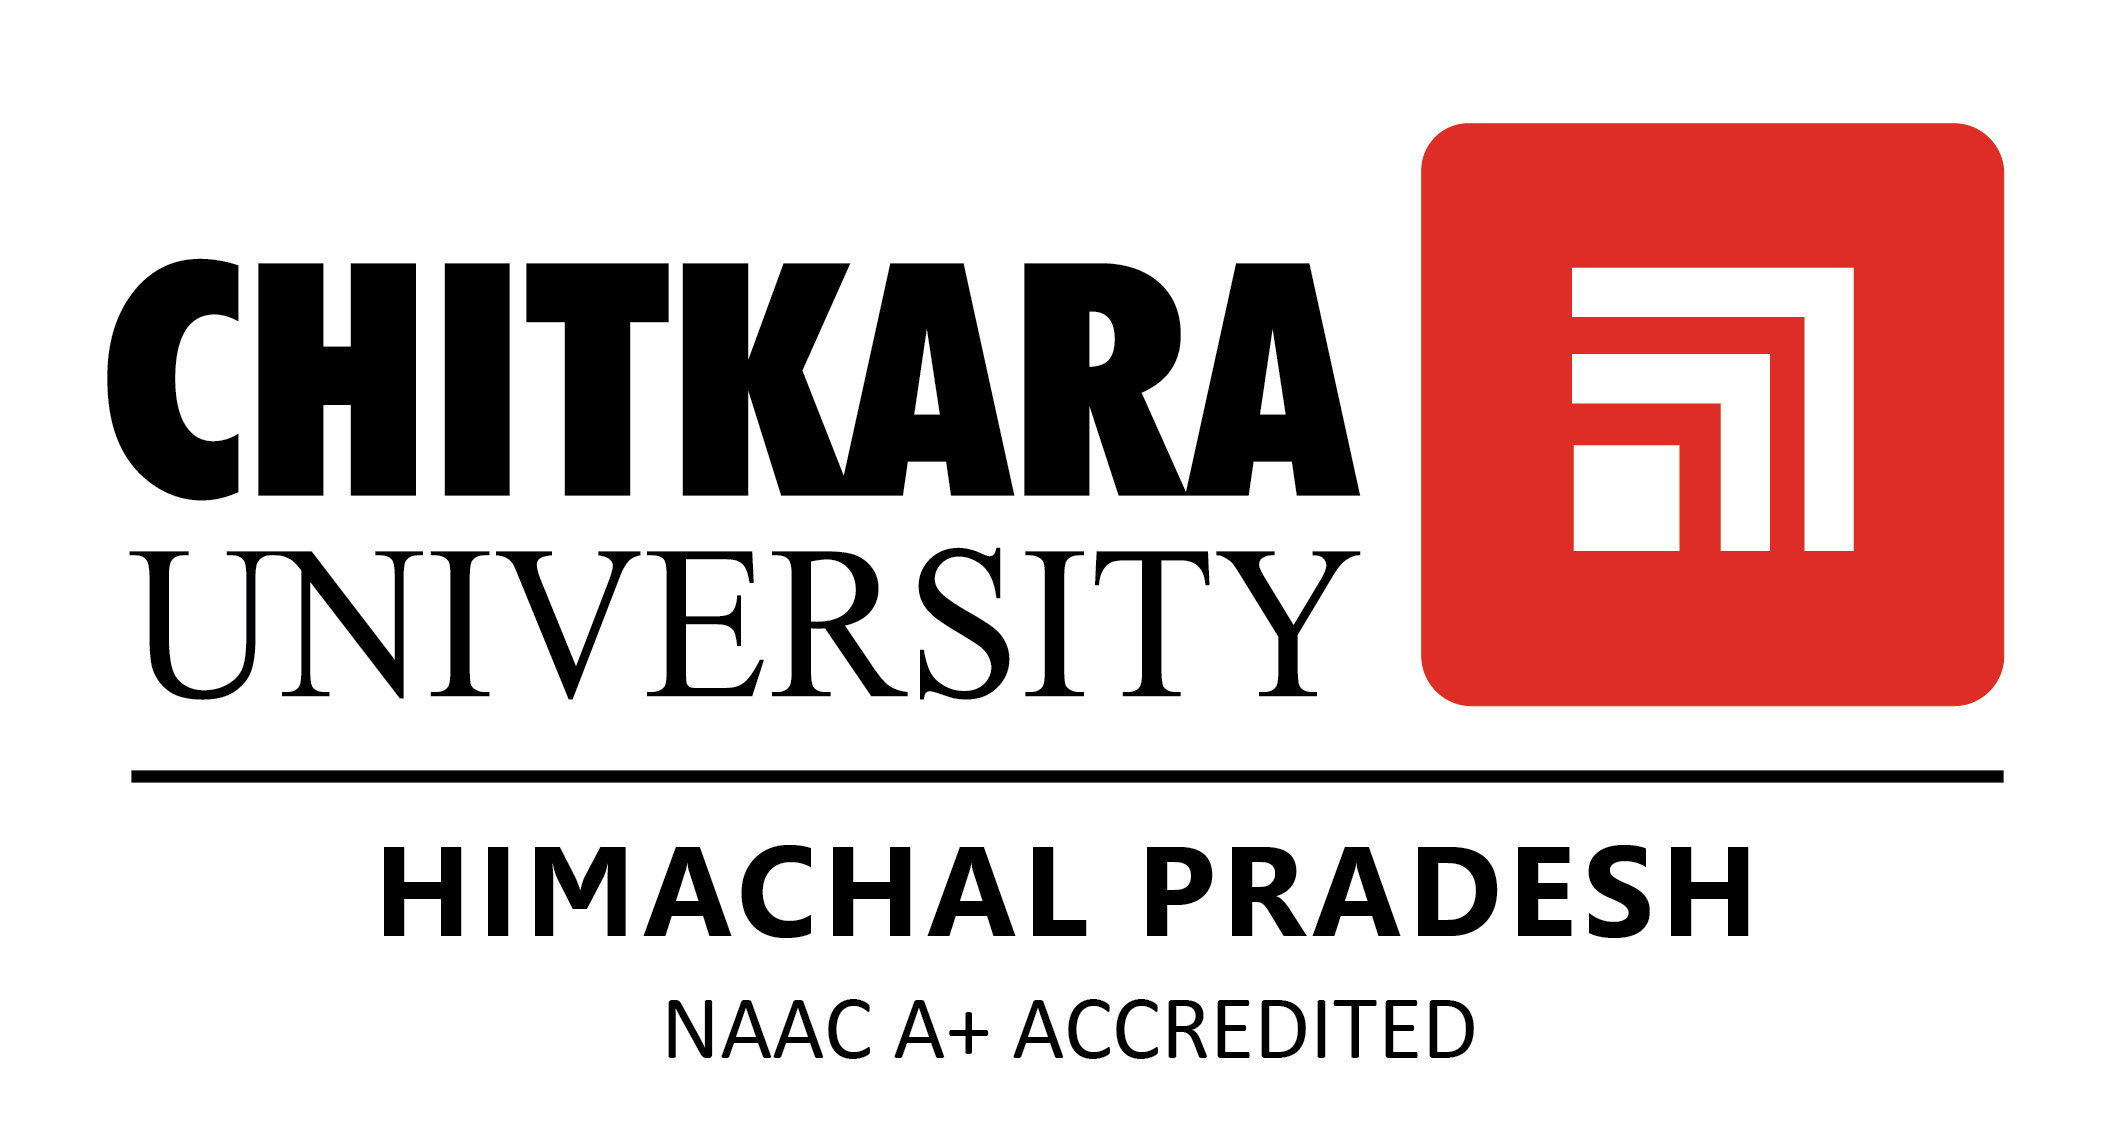 CHITKARA
UNIVERSITY
HIMACHAL PRADESH
NAAC A+ ACCREDITED